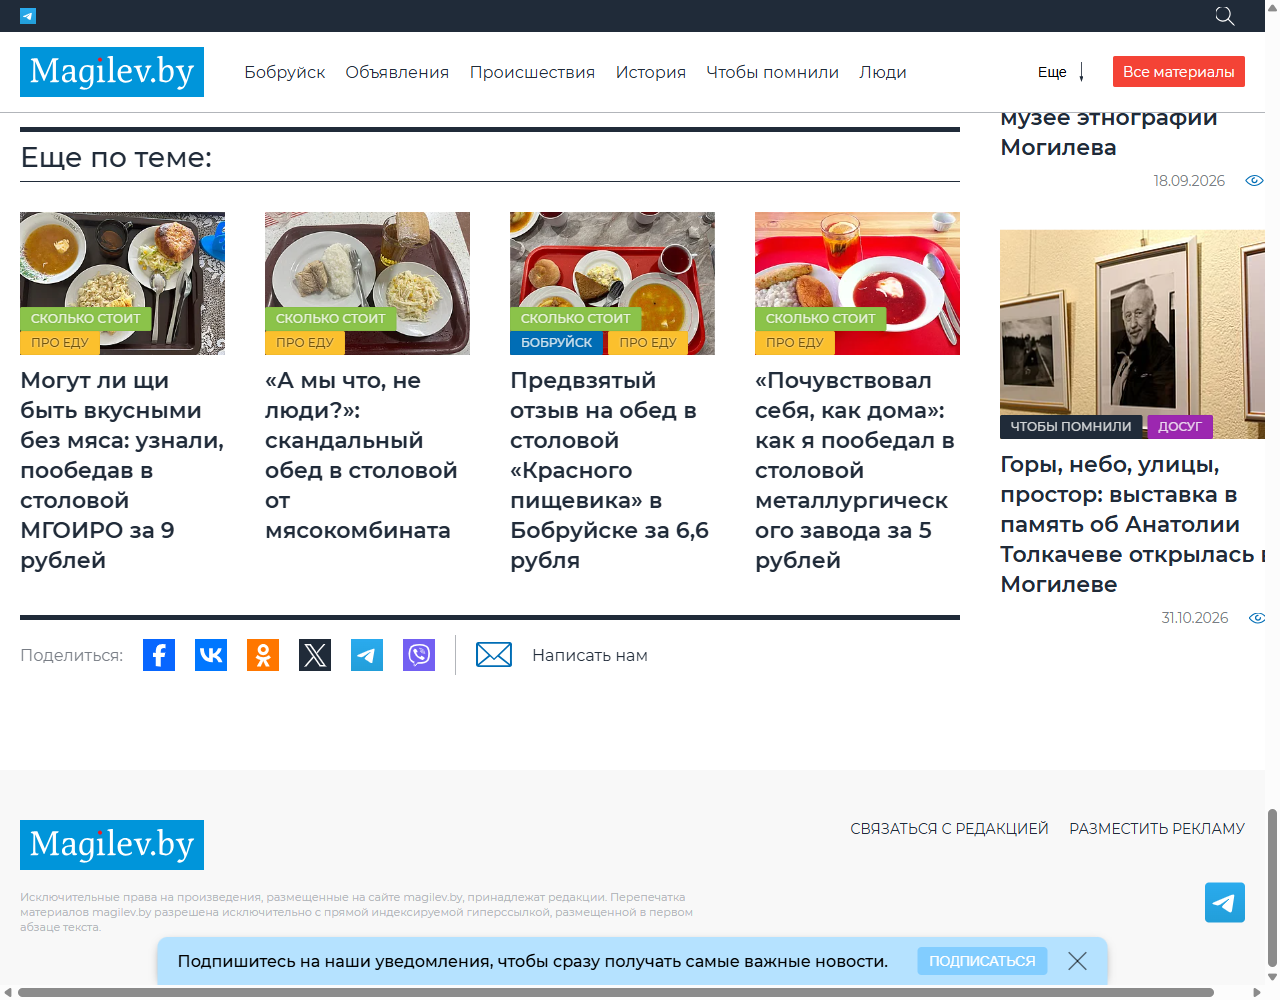 Magilev.by
Бобруйск Объявления Происшествия История Чтобы помнили Люди
Еще
Все материалы
Еще по теме:
СКОЛЬКО СТОИТ
ПРО ЕДУ
Могут ли щи
быть вкусными
без мяса: узнали,
пообедав в
столовой
МГОИРО за 9
рублей
СКОЛЬКО СТОИТ
ПРО ЕДУ
«А мы что, не
люди?»:
скандальный
обед в столовой
от
мясокомбината
СКОЛЬКО СТОИТ
БОБРУЙСК ПРО ЕДУ
Предвзятый
отзыв на обед в
столовой
«Красного
пищевика» в
Бобруйске за 6,6
рубля
СКОЛЬКО СТОИТ
ПРО ЕДУ
«Почувствовал
себя, как дома»:
как я пообедал в
столовой
металлургическ
ого завода за 5
рублей
музее этнографии
Могилева
18.09.2026
ЧТОБЫ ПОМНИЛИ ДОСУГ
Горы, небо, улицы,
простор: выставка в
память об Анатолии
Толкачеве открылась в
Могилеве
31.10.2026
Поделиться:
Написать нам
Magilev.by
СВЯЗАТЬСЯ С РЕДАКЦИЕЙ РАЗМЕСТИТЬ РЕКЛАМУ
Исключительные права на произведения, размещенные на сайте magilev.by, принадлежат редакции. Перепечатка
материалов magilev.by разрешена исключительно с прямой индексируемой гиперссылкой, размещенной в первом
абзаце текста.
Подпишитесь на наши уведомления, чтобы сразу получать самые важные новости.
ПОДПИСАТЬСЯ